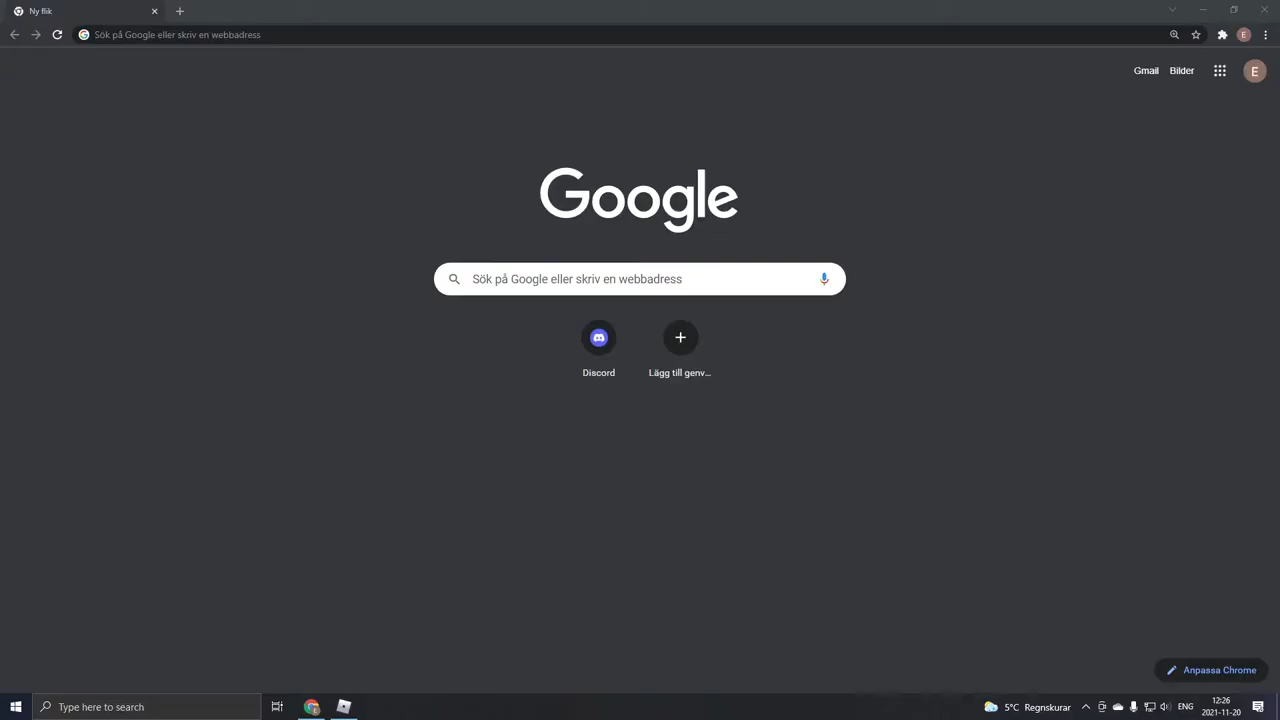 Ny flik
Sök på Google eller skriv en webbadress
E
Gmail Bilder
E
Google
Sök på Google eller skriv en webbadress
Discord
Lägg till genv...
Anpassa Chrome
Type here to search
5°C Regnskurar
ENG
12:26
2021-11-20